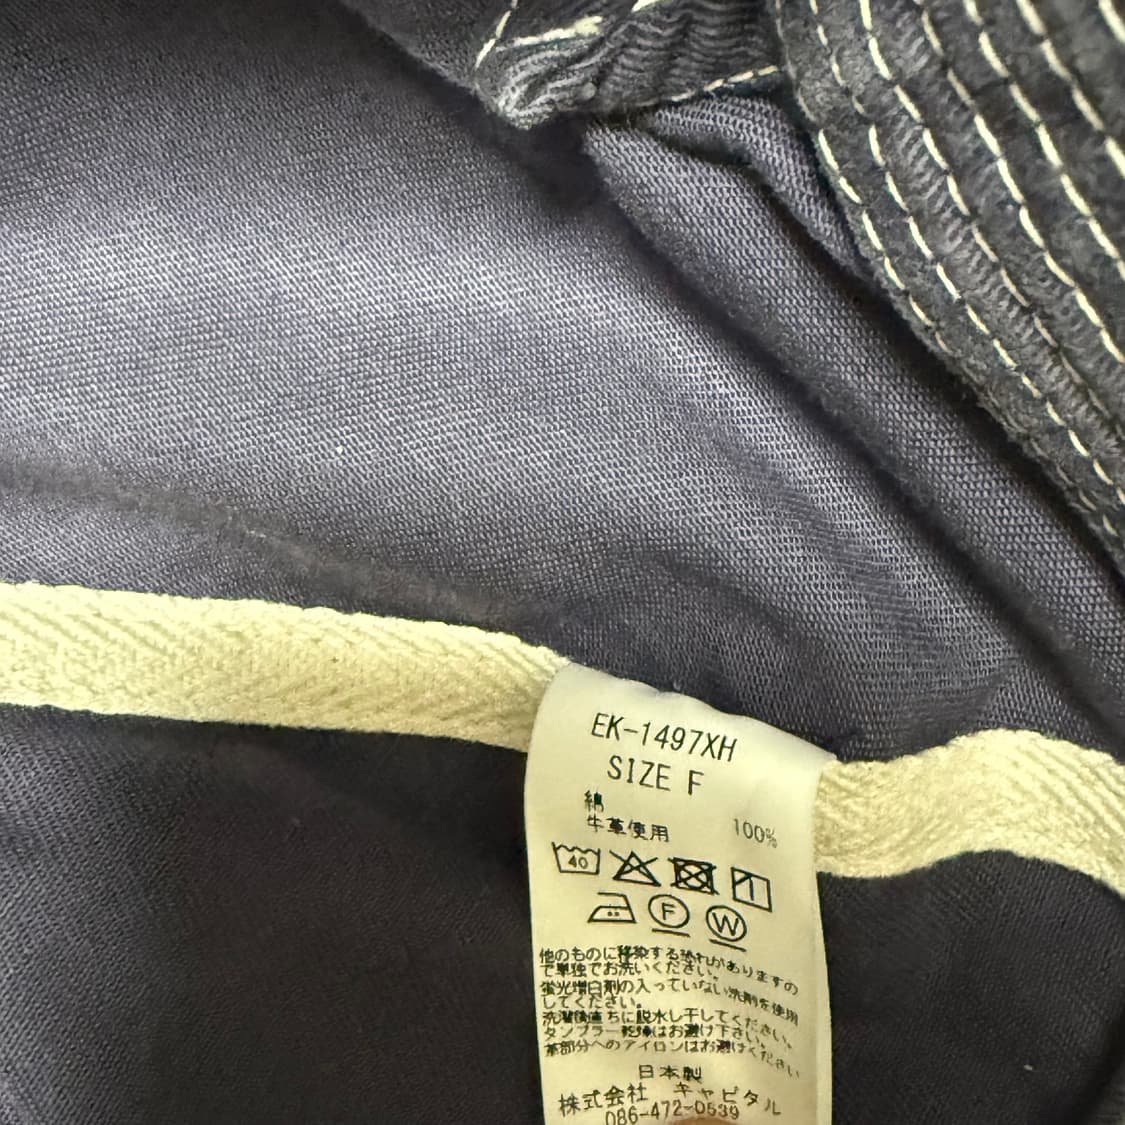 EK-1497XH
SIZE F
綿
牛革使用 100%
40
F W
他のものに移染する恐れがありますの
で単独でお洗いください。
蛍光増白剤の入っていない洗剤を使用
してください。
洗濯後直ちに脱水し干してください。
タンブラー乾燥はお避け下さい。
革部分へのアイロンはお避けください
日本製
株式会社 キャピタル
086-472-0539